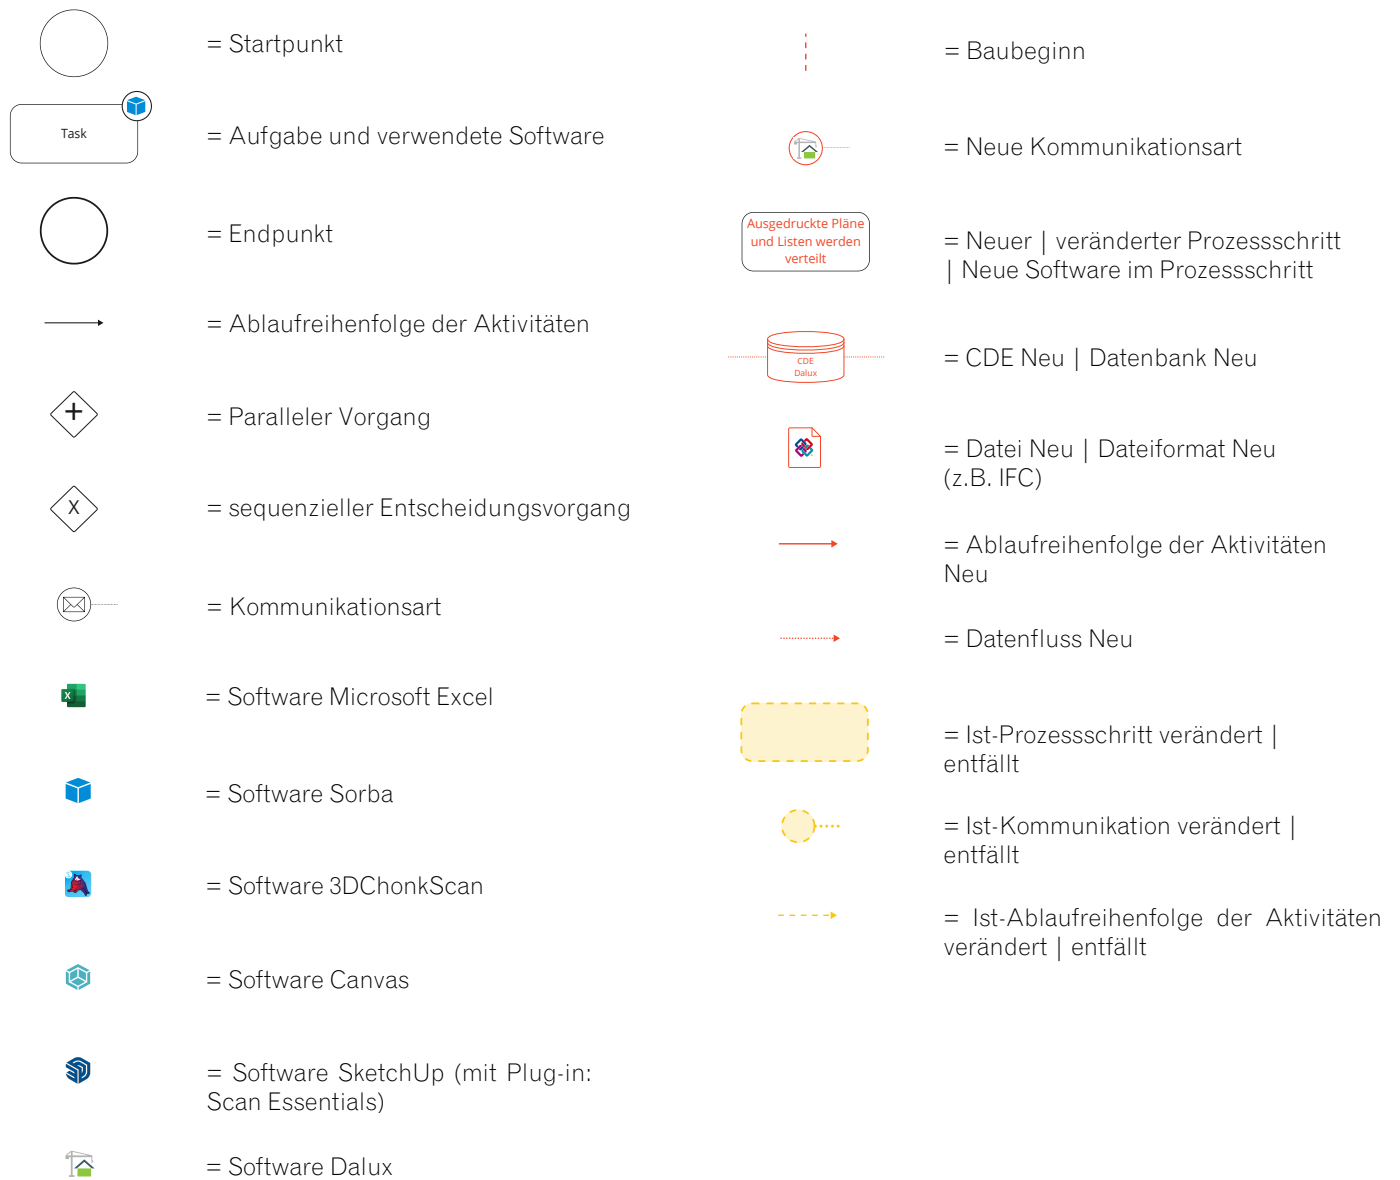 = Startpunkt
Task
= Aufgabe und verwendete Software
= Endpunkt
= Ablaufreihenfolge der Aktivitäten
+
= Paralleler Vorgang
X
= sequenzieller Entscheidungsvorgang
= Kommunikationsart
X
= Software Microsoft Excel
= Software Sorba
= Software 3DChonkScan
= Software Canvas
= Software SketchUp (mit Plug-in:
Scan Essentials)
= Software Dalux
= Baubeginn
= Neue Kommunikationsart
Ausgedruckte Pläne
und Listen werden
verteilt
= Neuer | veränderter Prozessschritt
| Neue Software im Prozessschritt
CDE
Dalux
= CDE Neu | Datenbank Neu
= Datei Neu | Dateiformat Neu
(z.B. IFC)
= Ablaufreihenfolge der Aktivitäten
Neu
= Datenfluss Neu
= Ist-Prozessschritt verändert |
entfällt
= Ist-Kommunikation verändert |
entfällt
= Ist-Ablaufreihenfolge der Aktivitäten
verändert | entfällt